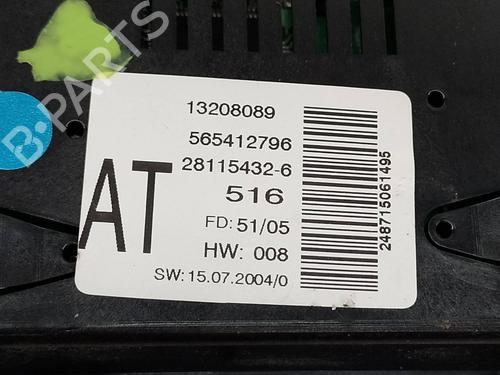 B-PARTS
13208089
565412796
28115432-6
AT
516
FD: 51/05
HW: 008
SW: 15.07.2004/0
248715061495